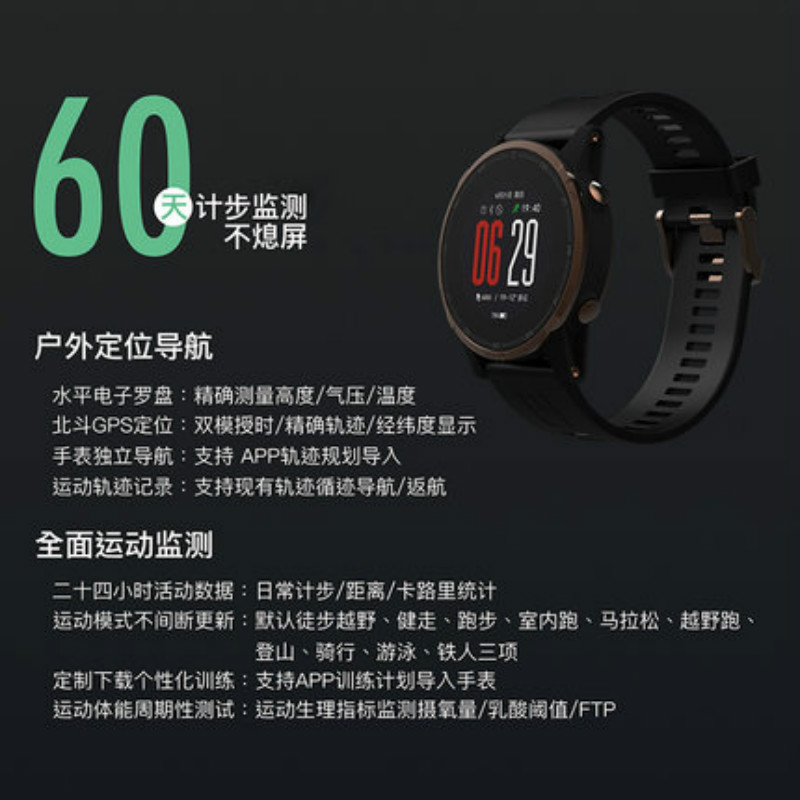 60
天 计步监测
不熄屏
19:40
06 29
户外定位导航
水平电子罗盘：精确测量高度/气压/温度
北斗GPS定位：双模授时/精确轨迹/经纬度显示
手表独立导航：支持 APP轨迹规划导入
运动轨迹记录：支持现有轨迹循迹导航/返航
全面运动监测
二十四小时活动数据：日常计步/距离/卡路里统计
运动模式不间断更新：默认徒步越野、健走、跑步、室内跑、马拉松、越野跑、
登山、骑行、游泳、铁人三项
定制下载个性化训练：支持APP训练计划导入手表
运动体能周期性测试：运动生理指标监测摄氧量/乳酸阈值/FTP